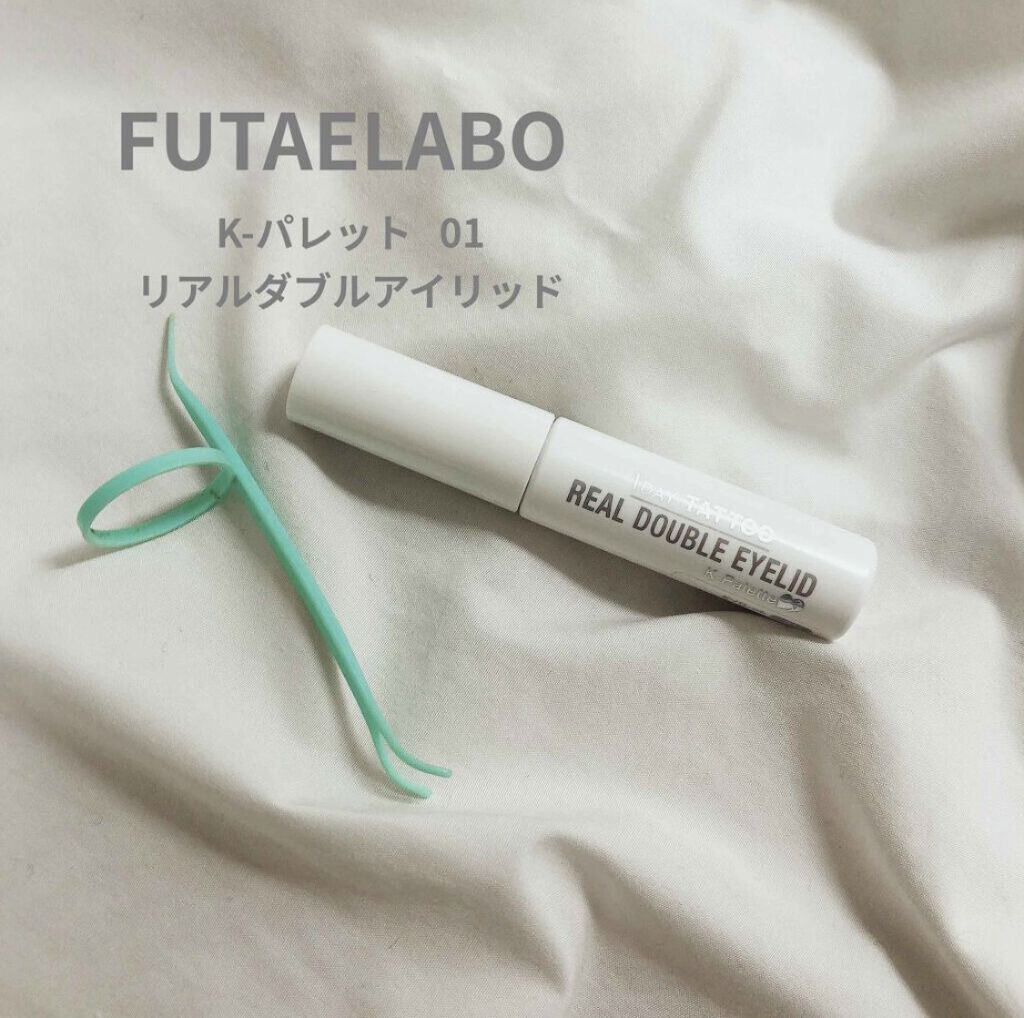 FUTAELABO
K-パレット 01
リアルダブルアイリッド
1DAY TATTOO
REAL DOUBLE EYELID
K-Palette